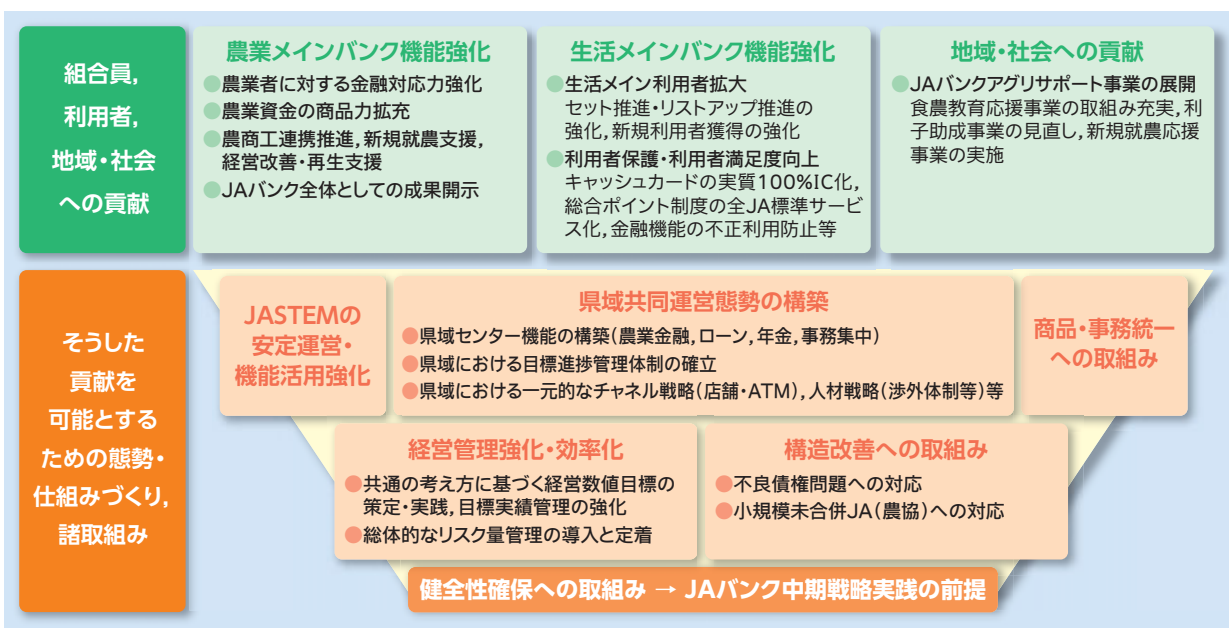 組合員,
利用者,
地域・社会
への貢献
農業メインバンク機能強化
●農業者に対する金融対応力強化
●農業資金の商品力拡充
●農商工連携推進,新規就農支援,
経営改善・再生支援
●JAバンク全体としての成果開示
生活メインバンク機能強化
●生活メイン利用者拡大
セット推進・リストアップ推進の
強化,新規利用者獲得の強化
●利用者保護・利用者満足度向上
キャッシュカードの実質100%IC化,
総合ポイント制度の全JA標準サービ
ス化,金融機能の不正利用防止等
地域・社会への貢献
●JAバンクアグリサポート事業の展開
食農教育応援事業の取組み充実,利
子助成事業の見直し,新規就農応援
事業の実施
そうした
貢献を
可能とする
ための態勢・
仕組みづくり,
諸取組み
JASTEMの
安定運営・
機能活用強化
県域共同運営態勢の構築
●県域センター機能の構築(農業金融,ローン,年金,事務集中)
●県域における目標進捗管理体制の確立
●県域における一元的なチャネル戦略(店舗・ATM),人材戦略(渉外体制等)等
商品・事務統一
への取組み
経営管理強化・効率化
●共通の考え方に基づく経営数値目標の
策定・実践,目標実績管理の強化
●総体的なリスク量管理の導入と定着
構造改善への取組み
●不良債権問題への対応
●小規模未合併JA(農協)への対応
健全性確保への取組み → JAバンク中期戦略実践の前提